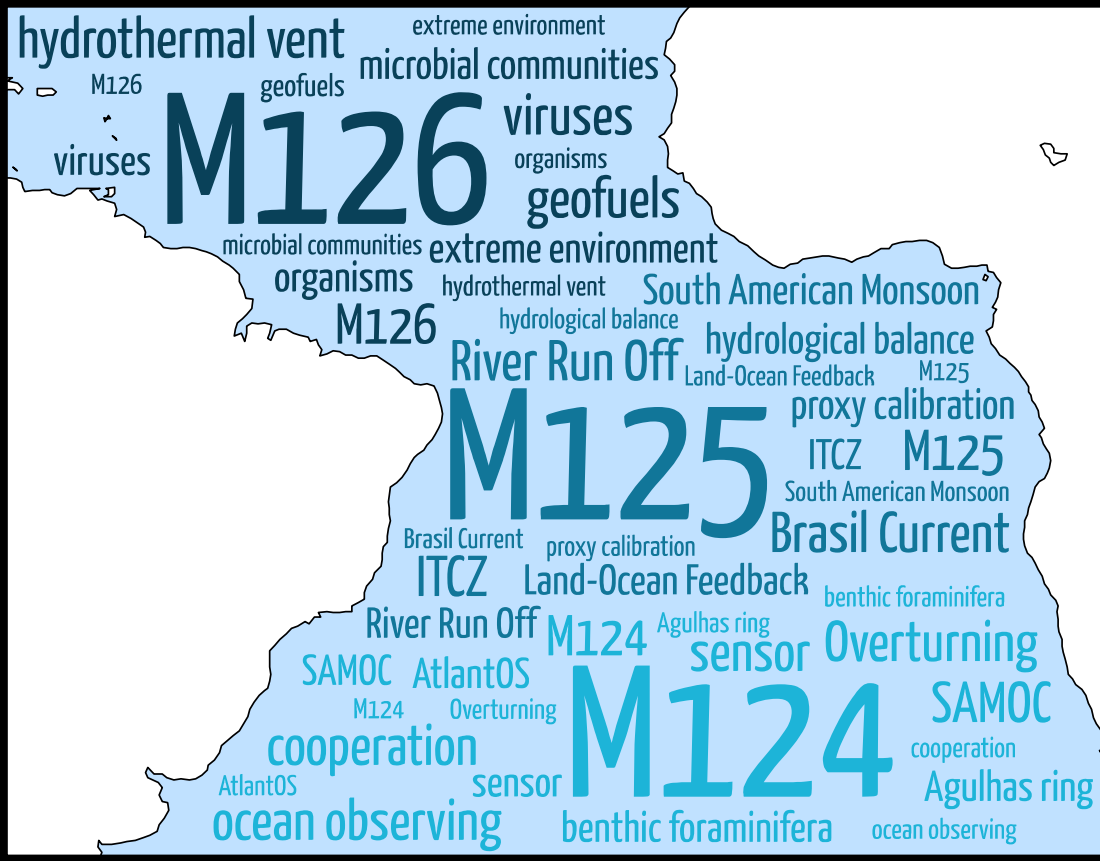 hydrothermal vent
extreme environment
microbial communities
M126
geofuels
M126
viruses
viruses
organisms
geofuels
microbial communities
extreme environment
organisms
hydrothermal vent
South American Monsoon
M126
hydrological balance
hydrological balance
River Run Off
Land-Ocean Feedback
M125
M125
proxy calibration
ITCZ
M125
South American Monsoon
Brasil Current
Brasil Current
proxy calibration
ITCZ
Land-Ocean Feedback
benthic foraminifera
River Run Off
M124
Agulhas ring
sensor
Overturning
SAMOC
AtlantOS
M124
SAMOC
M124
Overturning
cooperation
cooperation
AtlantOS
sensor
Agulhas ring
ocean observing
benthic foraminifera
ocean observing